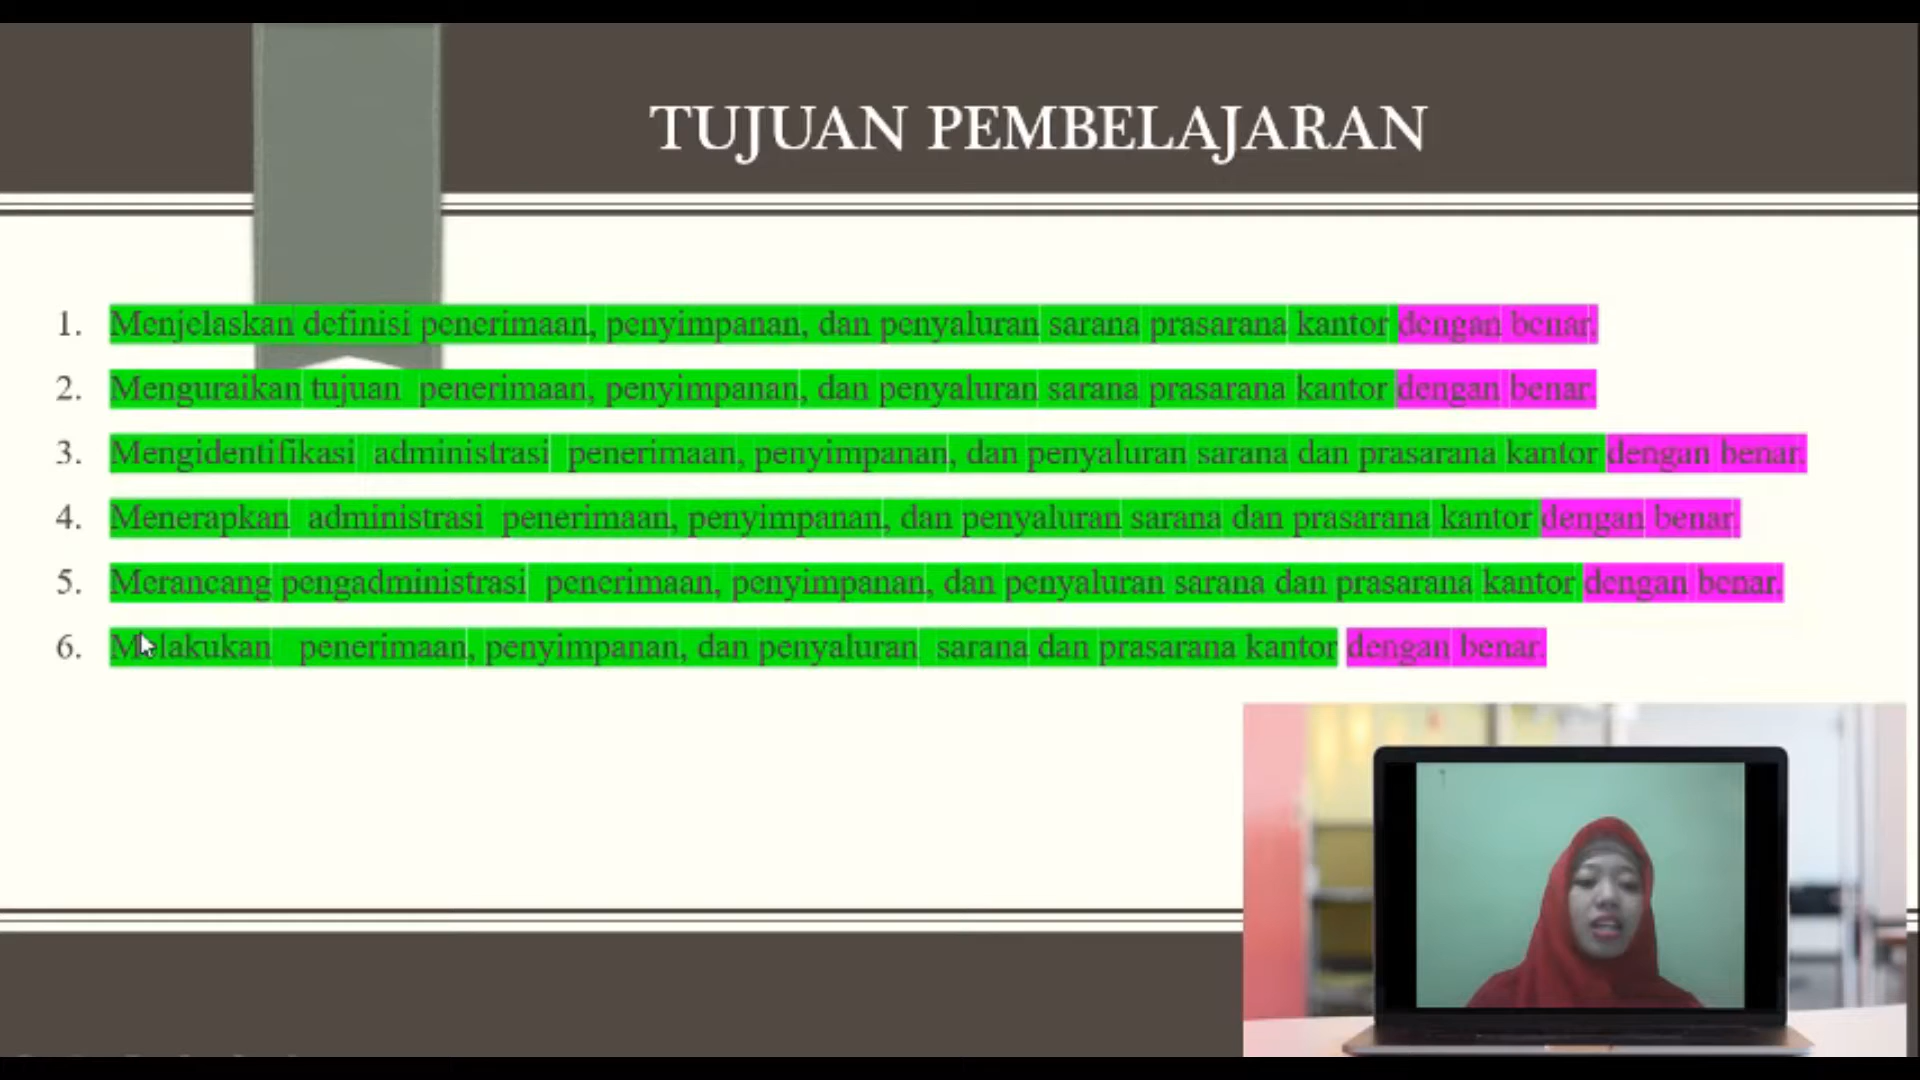 TUJUAN PEMBELAJARAN
1. Menjelaskan definisi penerimaan, penyimpanan, dan penyaluran sarana prasarana kantor dengan benar.
2. Menguraikan tujuan penerimaan, penyimpanan, dan penyaluran sarana prasarana kantor dengan benar.
3. Mengidentifikasi administrasi penerimaan, penyimpanan, dan penyaluran sarana dan prasarana kantor dengan benar.
4. Menerapkan administrasi penerimaan, penyimpanan, dan penyaluran sarana dan prasarana kantor dengan benar.
5. Merancang pengadministrasi penerimaan, penyimpanan, dan penyaluran sarana dan prasarana kantor dengan benar.
6. Melakukan penerimaan, penyimpanan, dan penyaluran sarana dan prasarana kantor dengan benar.